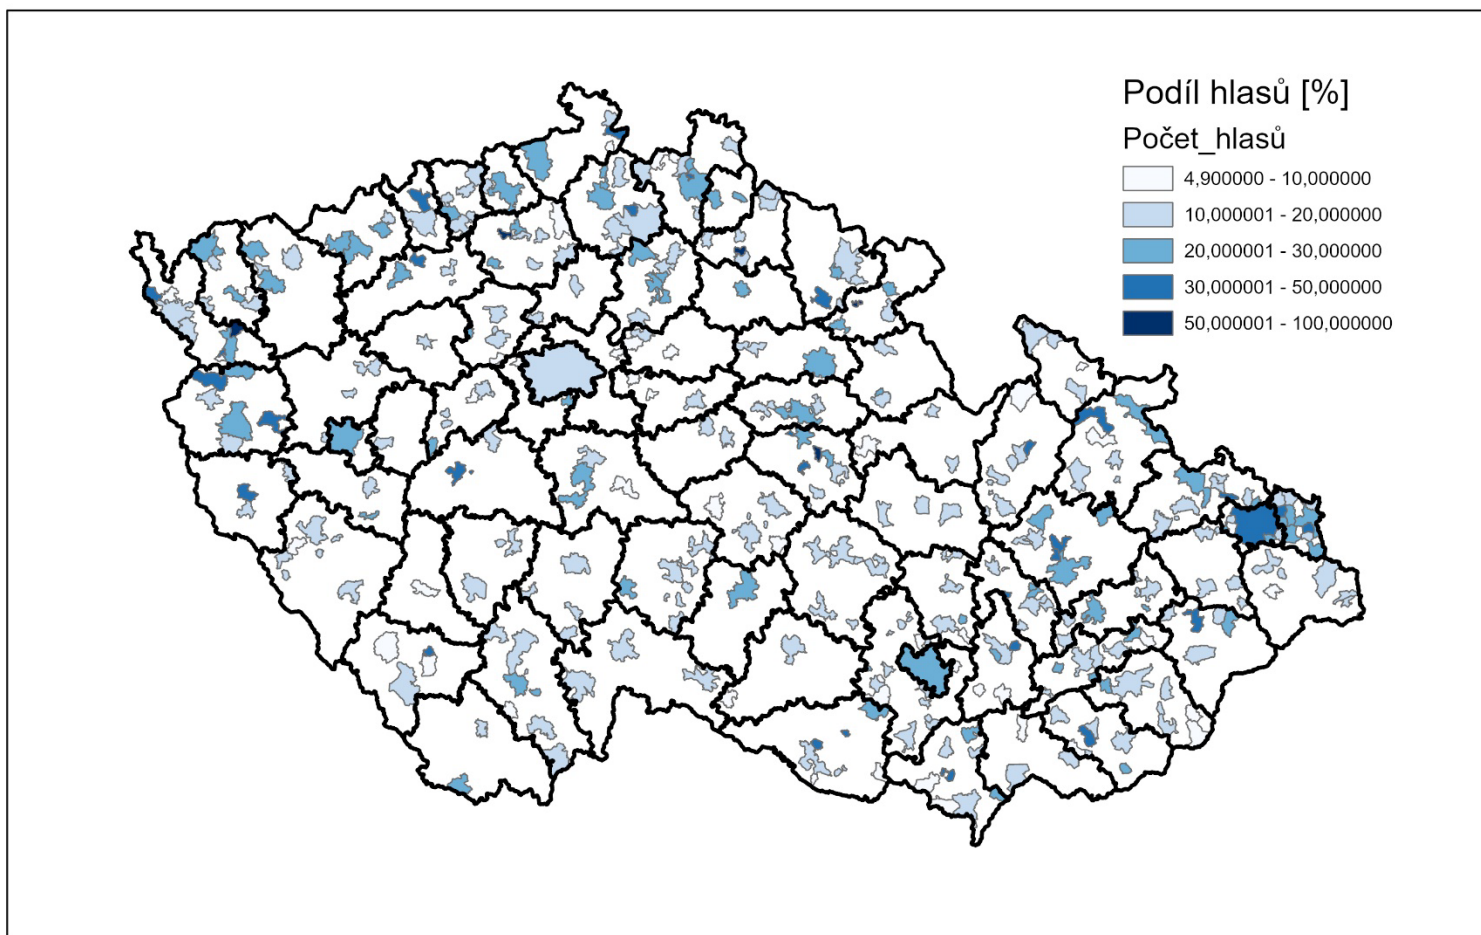 Podíl hlasů [%]
Počet_hlasů
4,900000 - 10,000000
10,000001 - 20,000000
20,000001 - 30,000000
30,000001 - 50,000000
50,000001 - 100,000000